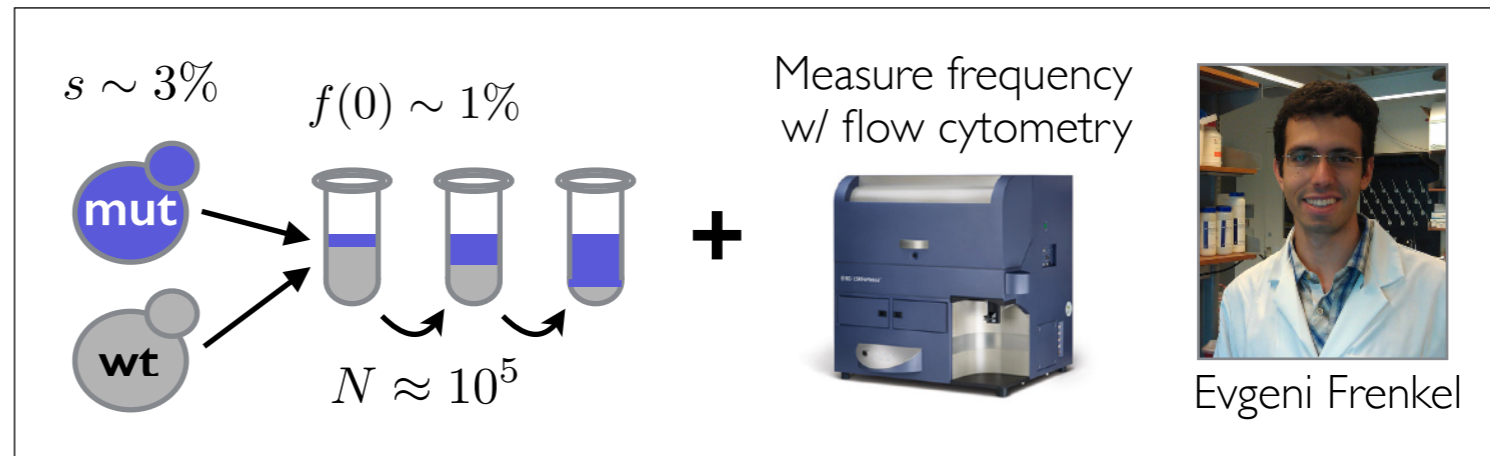 s ∼ 3%
f(0) ∼ 1%
mut
wt
N ≈ 10⁵
+
Measure frequency
w/ flow cytometry
Evgeni Frenkel